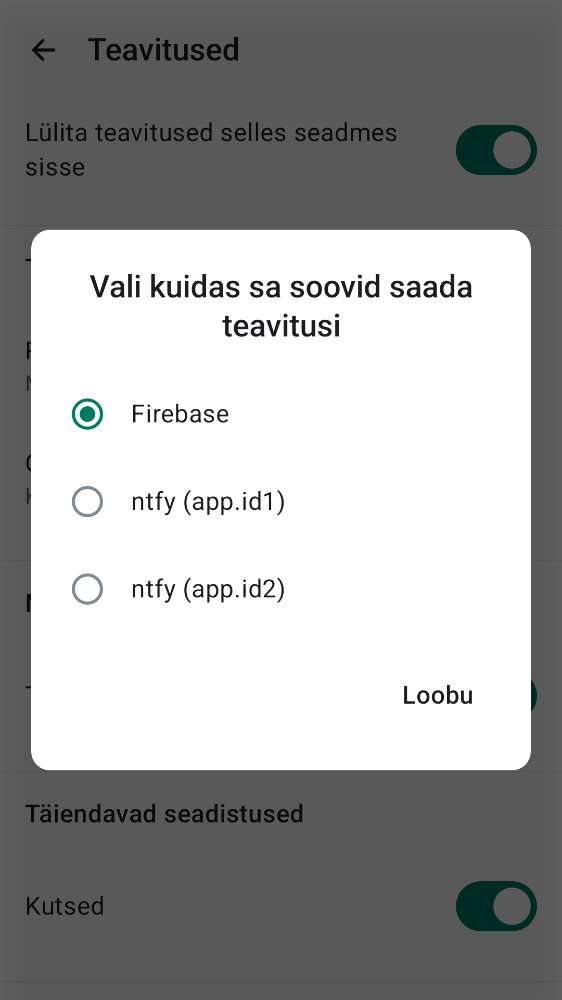 Teavitused
Lülita teavitused selles seadmes
sisse
Vali kuidas sa soovid saada
teavitusi
Firebase
ntfy (app.id1)
ntfy (app.id2)
Loobu
Täiendavad seadistused
Kutsed